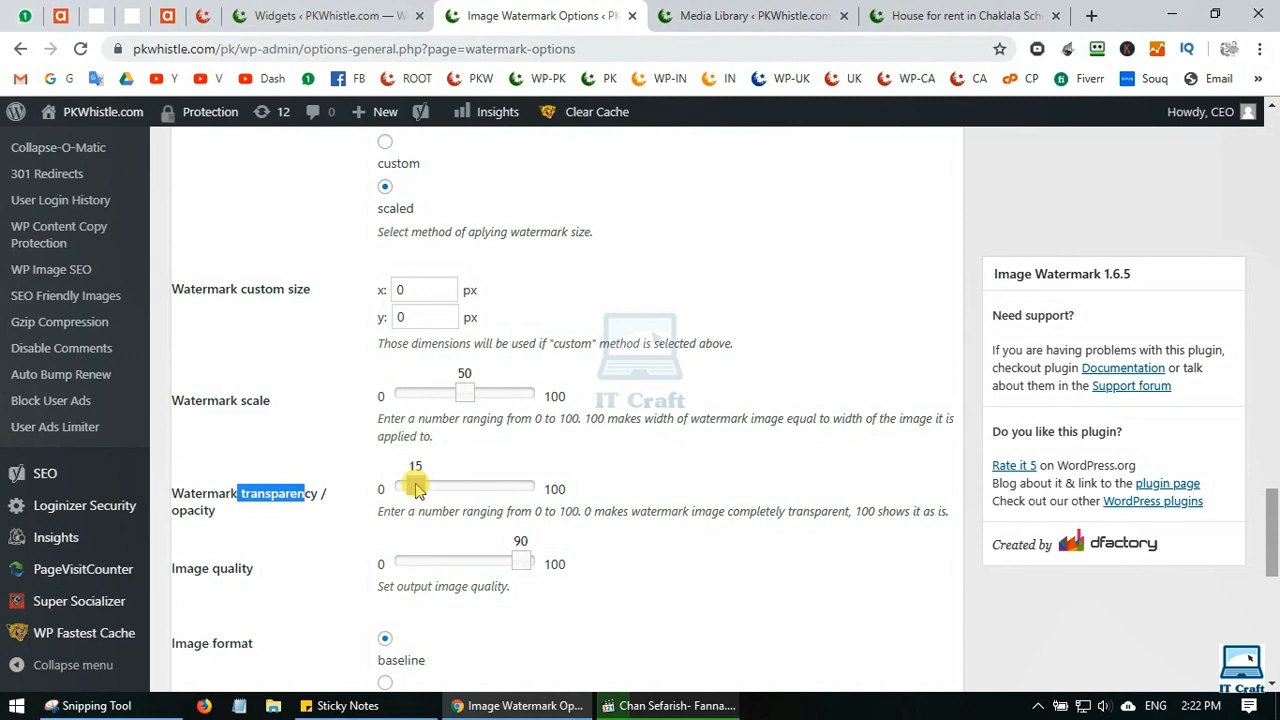 Widgets ‹ PKWhistle.com — W
Image Watermark Options ‹ P
Media Library ‹ PKWhistle.com
House for rent in Chaklala Sch
pkwhistle.com/pk/wp-admin/options-general.php?page=watermark-options
G
Y
V
Dash
FB
ROOT
PKW
WP-PK
PK
WP-IN
IN
WP-UK
UK
WP-CA
CA
CP
Fiverr
Souq
Email
PKWhistle.com
Protection
12
0
New
Insights
Clear Cache
Howdy, CEO
Collapse-O-Matic
301 Redirects
User Login History
WP Content Copy
Protection
WP Image SEO
SEO Friendly Images
Gzip Compression
Disable Comments
Auto Bump Renew
Block User Ads
User Ads Limiter
SEO
Loginizer Security
Insights
PageVisitCounter
Super Socializer
WP Fastest Cache
Collapse menu
custom
scaled
Select method of aplying watermark size.
Watermark custom size
x: 0 px
y: 0 px
Those dimensions will be used if "custom" method is selected above.
50
Watermark scale
0 100
Enter a number ranging from 0 to 100. 100 makes width of watermark image equal to width of the image it is
applied to.
15
Watermark transparency /
opacity
0 100
Enter a number ranging from 0 to 100. 0 makes watermark image completely transparent, 100 shows it as is.
90
Image quality
0 100
Set output image quality.
Image format
baseline
IT Craft
Image Watermark 1.6.5
Need support?
If you are having problems with this plugin,
checkout plugin Documentation or talk
about them in the Support forum
Do you like this plugin?
Rate it 5 on WordPress.org
Blog about it & link to the plugin page
Check out our other WordPress plugins
Created by dfactory
IT Craft
Snipping Tool
Sticky Notes
Image Watermark Op...
Chan Sefarish- Fanna....
ENG
2:22 PM